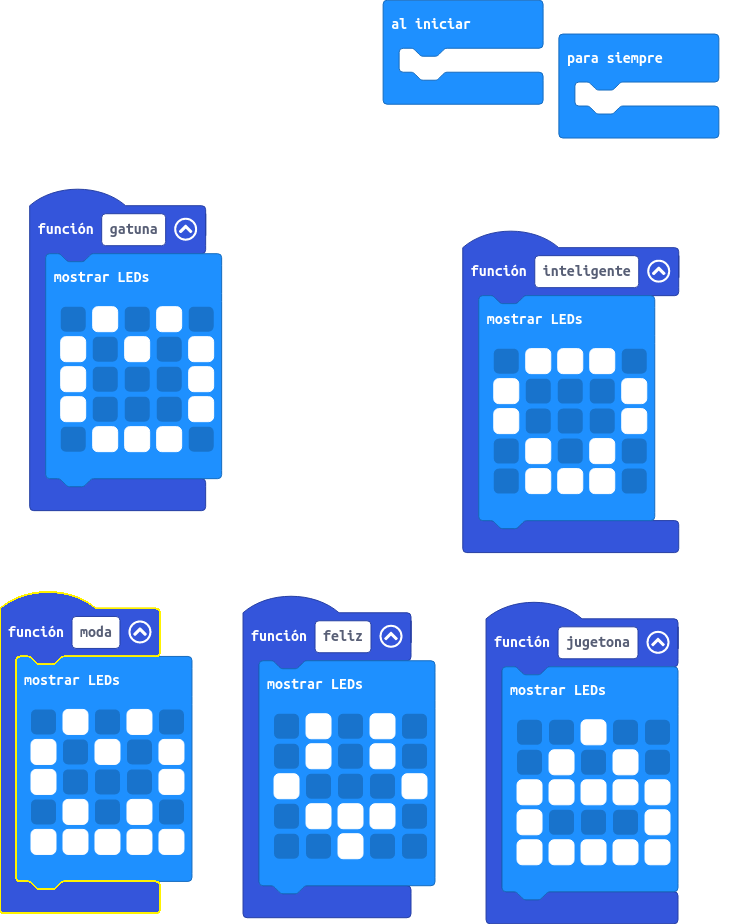 al iniciar
para siempre
función gatuna
mostrar LEDs
función inteligente
mostrar LEDs
función moda
mostrar LEDs
función feliz
mostrar LEDs
función jugetona
mostrar LEDs